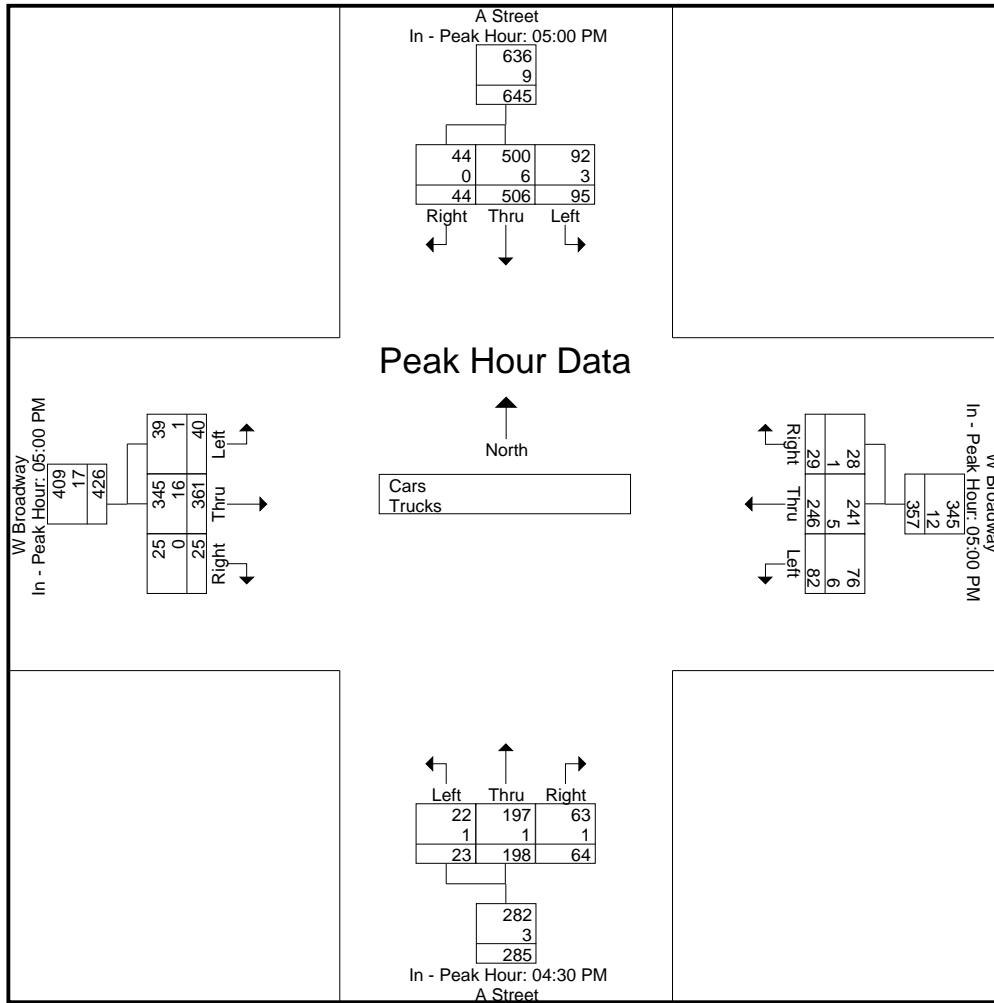 A Street
In - Peak Hour: 05:00 PM
636
9
645
44 500 92
0 6 3
44 506 95
Right Thru Left
Peak Hour Data
North
Cars
Trucks
W Broadway
In - Peak Hour: 05:00 PM
409
17
426
39 1 40 Left
345 16 361 Thru
25 0 25 Right
Right 29 1 28
Thru 246 5 241
Left 82 6 76
345
12
357
In - Peak Hour: 05:00 PM
W Broadway
Left Thru Right
22 197 63
1 1 1
23 198 64
282
3
285
In - Peak Hour: 04:30 PM
A Street